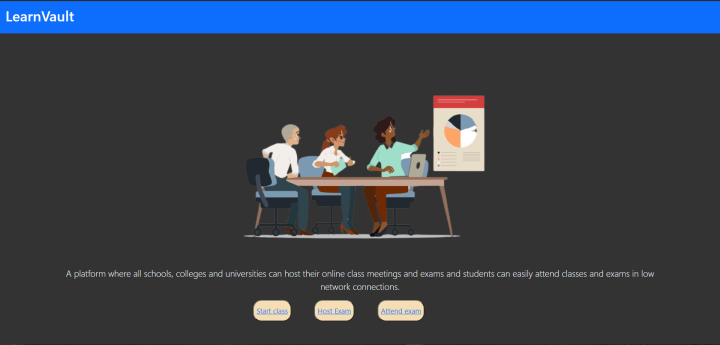 LearnVault
A platform where all schools, colleges and universities can host their online class meetings and exams and students can easily attend classes and exams in low
network connections.
Start class Host Exam Attend exam